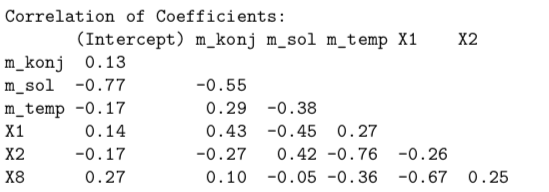 Correlation of Coefficients:
(Intercept) m_konj m_sol m_temp X1 X2
m_konj 0.13
m_sol -0.77 -0.55
m_temp -0.17 0.29 -0.38
X1 0.14 0.43 -0.45 0.27
X2 -0.17 -0.27 0.42 -0.76 -0.26
X8 0.27 0.10 -0.05 -0.36 -0.67 0.25